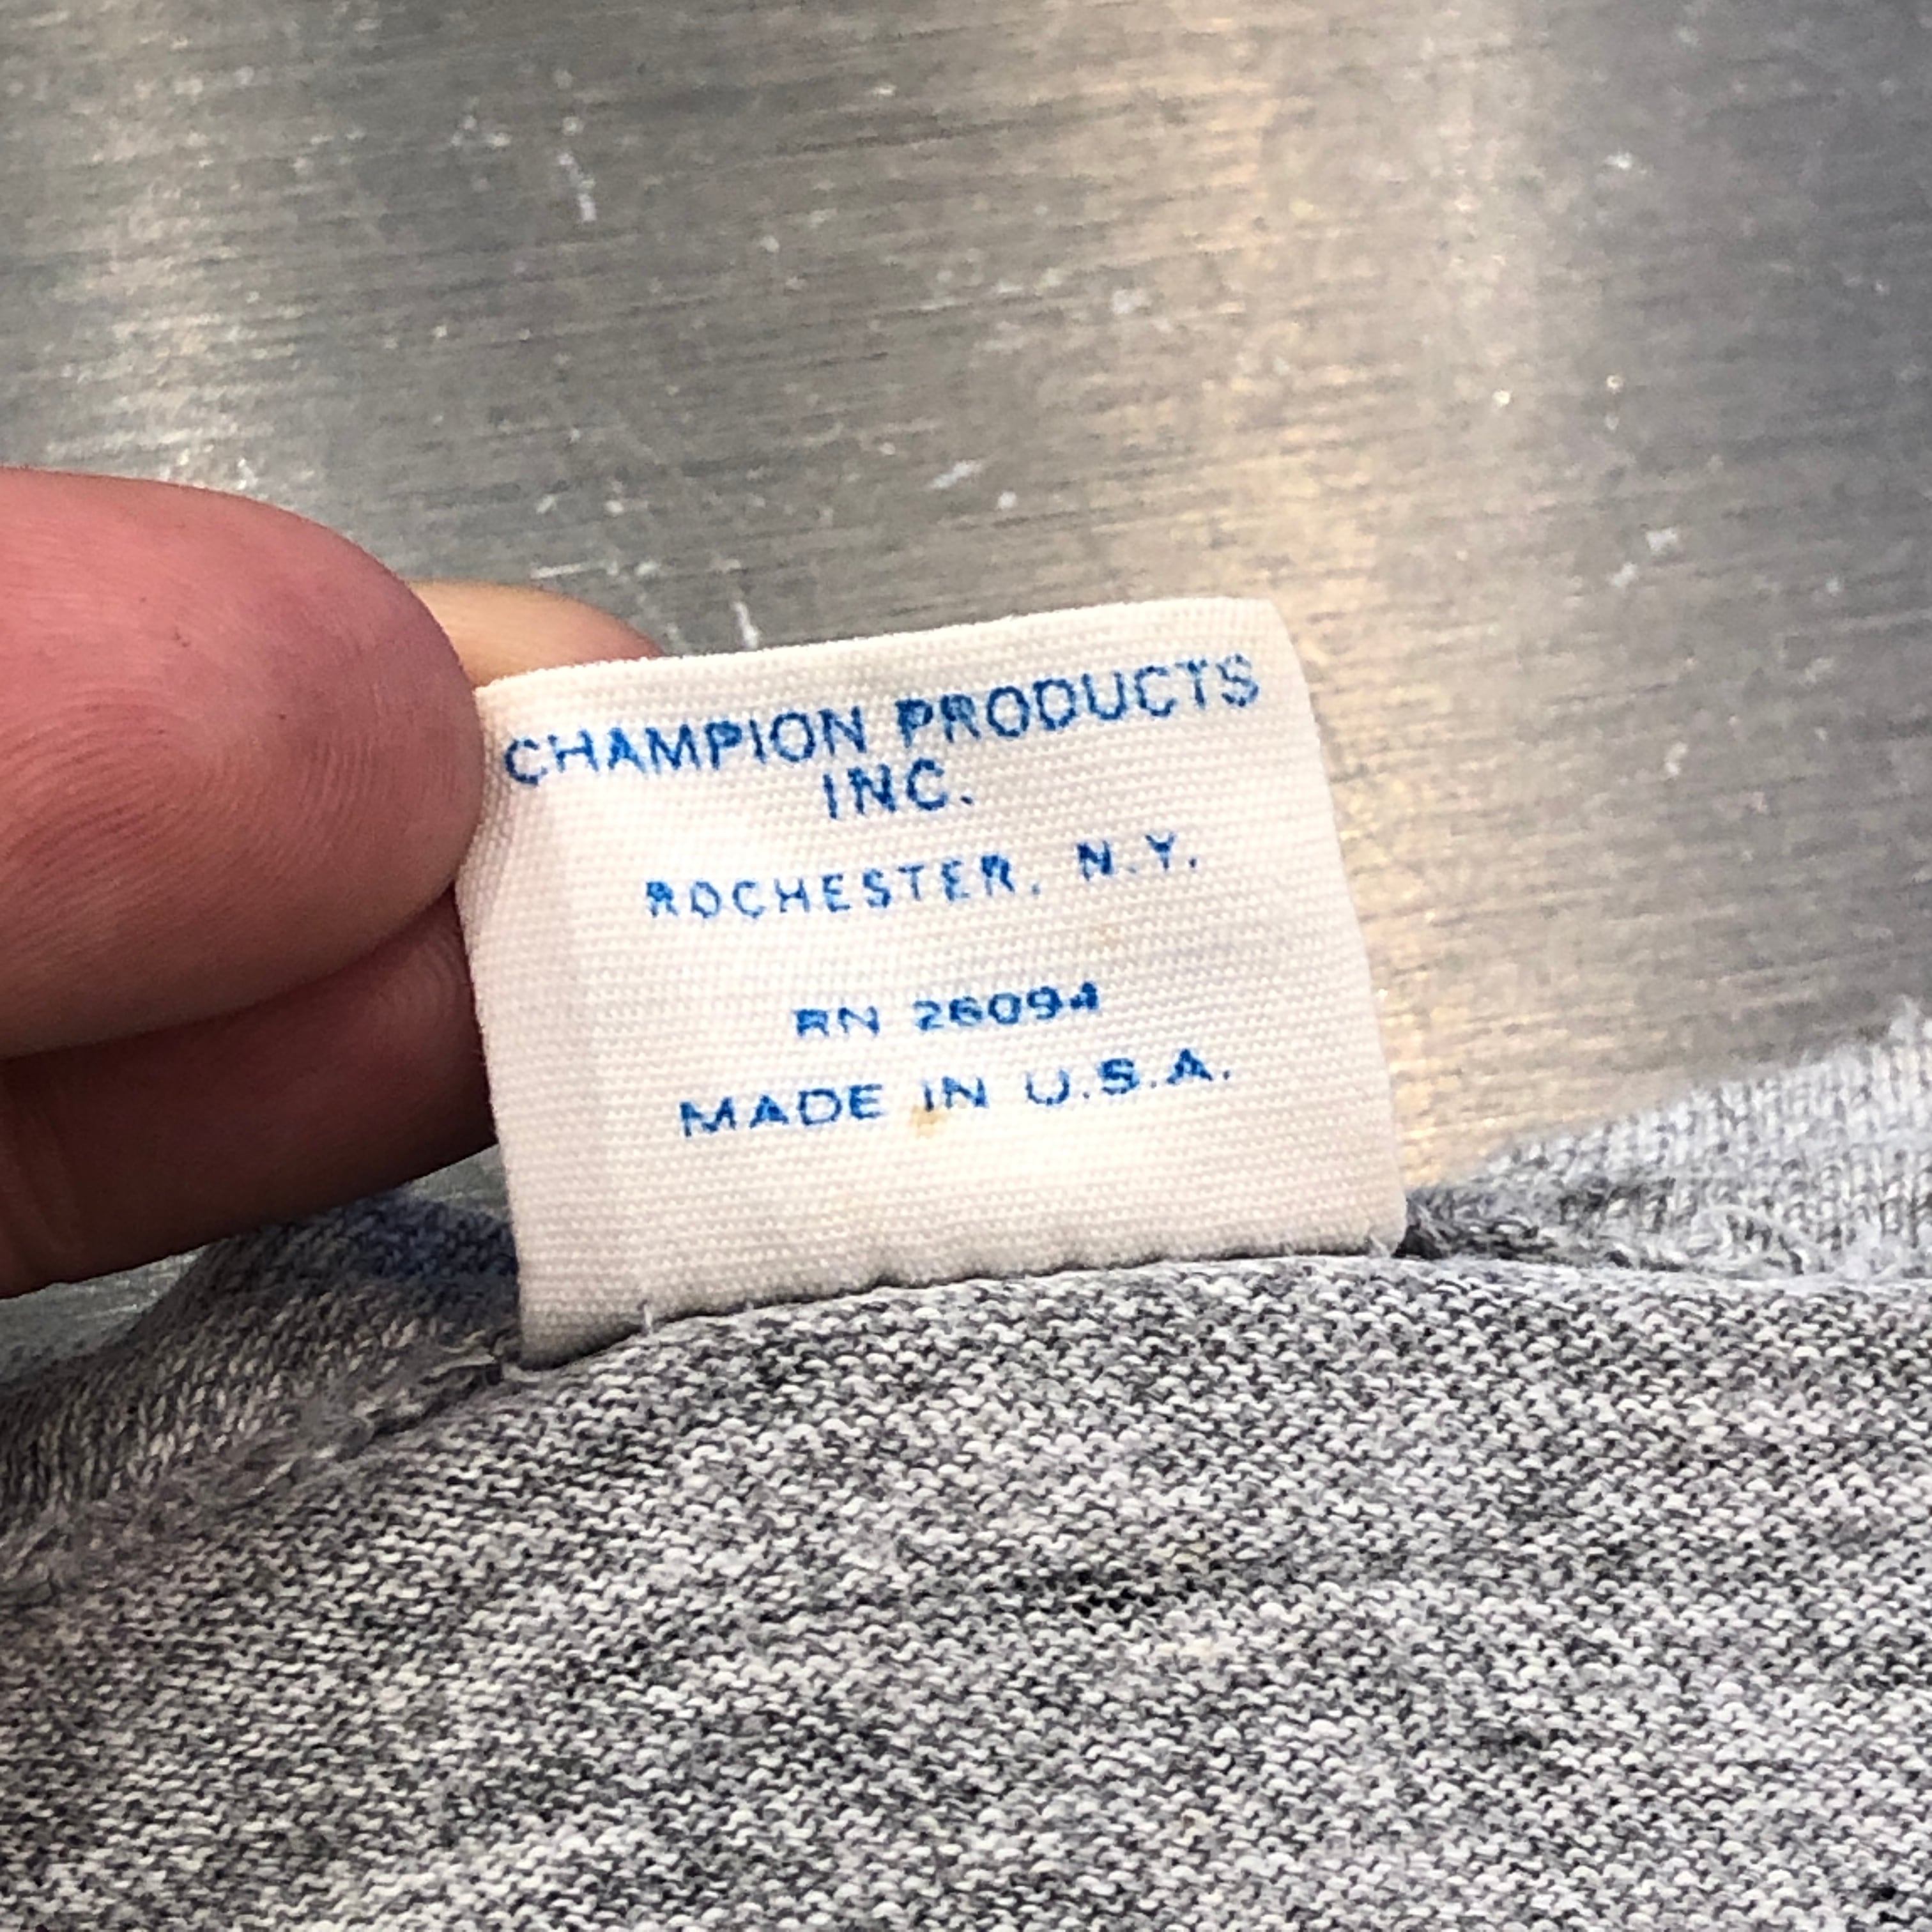 CHAMPION PRODUCTS
INC.
ROCHESTER, N.Y.
RN 26094
MADE IN U.S.A.